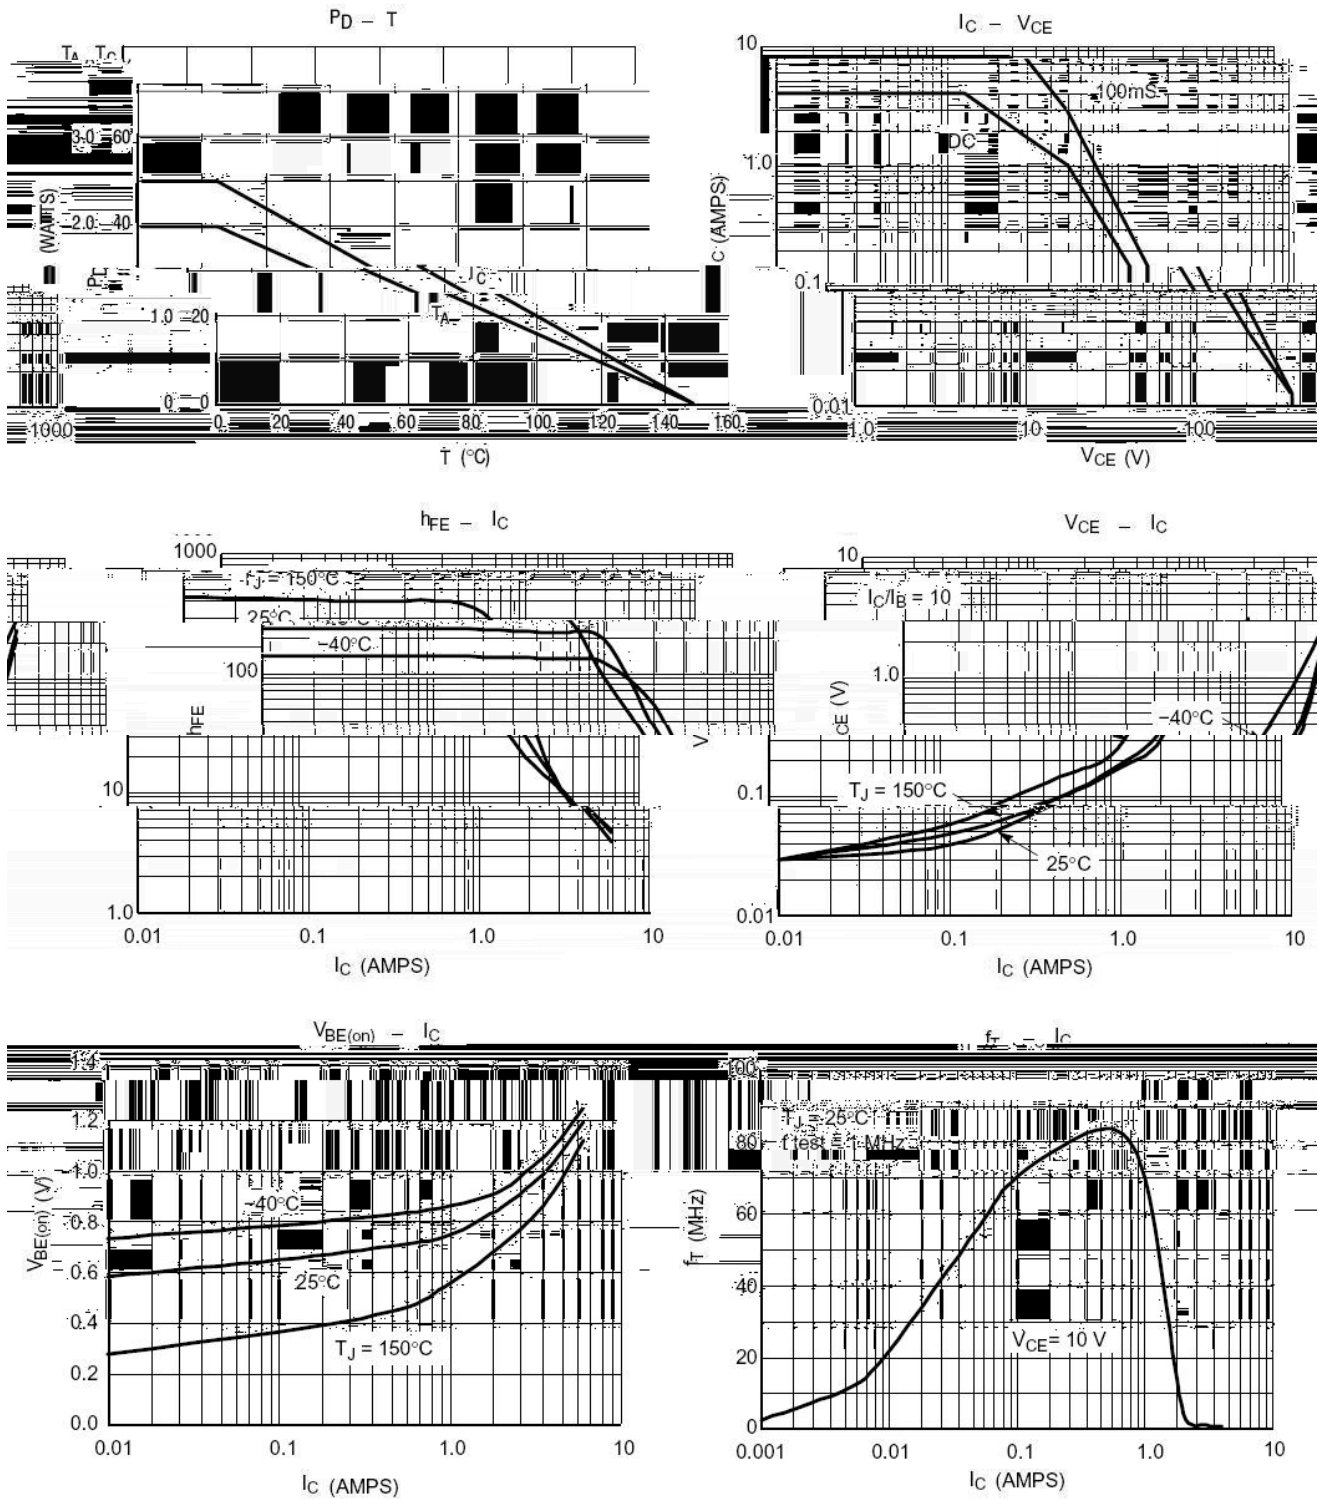 P_D – T
T_A T_C
3.0 60
2.0 40
1.0 20
0 0
P_D (WATTS)
T_C
T_A
0 20 40 60 80 100 120 140 160
T (°C)
I_C – V_CE
10
1.0
0.1
0.01
C (AMPS)
100mS
DC
1.0 10 100 1000
V_CE (V)
h_FE – I_C
1000
100
10
1.0
h_FE
T_J = 150°C
25°C
–40°C
0.01 0.1 1.0 10
I_C (AMPS)
V_CE – I_C
10
1.0
0.1
0.01
V
CE (V)
I_C/I_B = 10
–40°C
T_J = 150°C
25°C
0.01 0.1 1.0 10
I_C (AMPS)
V_BE(on) – I_C
1.4
1.2
1.0
0.8
0.6
0.4
0.2
0.0
V_BE(on) (V)
–40°C
25°C
T_J = 150°C
0.01 0.1 1.0 10
I_C (AMPS)
f_T – I_C
100
80
60
40
20
0
f_T (MHz)
T_J = 25°C
f test = 1 MHz
V_CE = 10 V
0.001 0.01 0.1 1.0 10
I_C (AMPS)